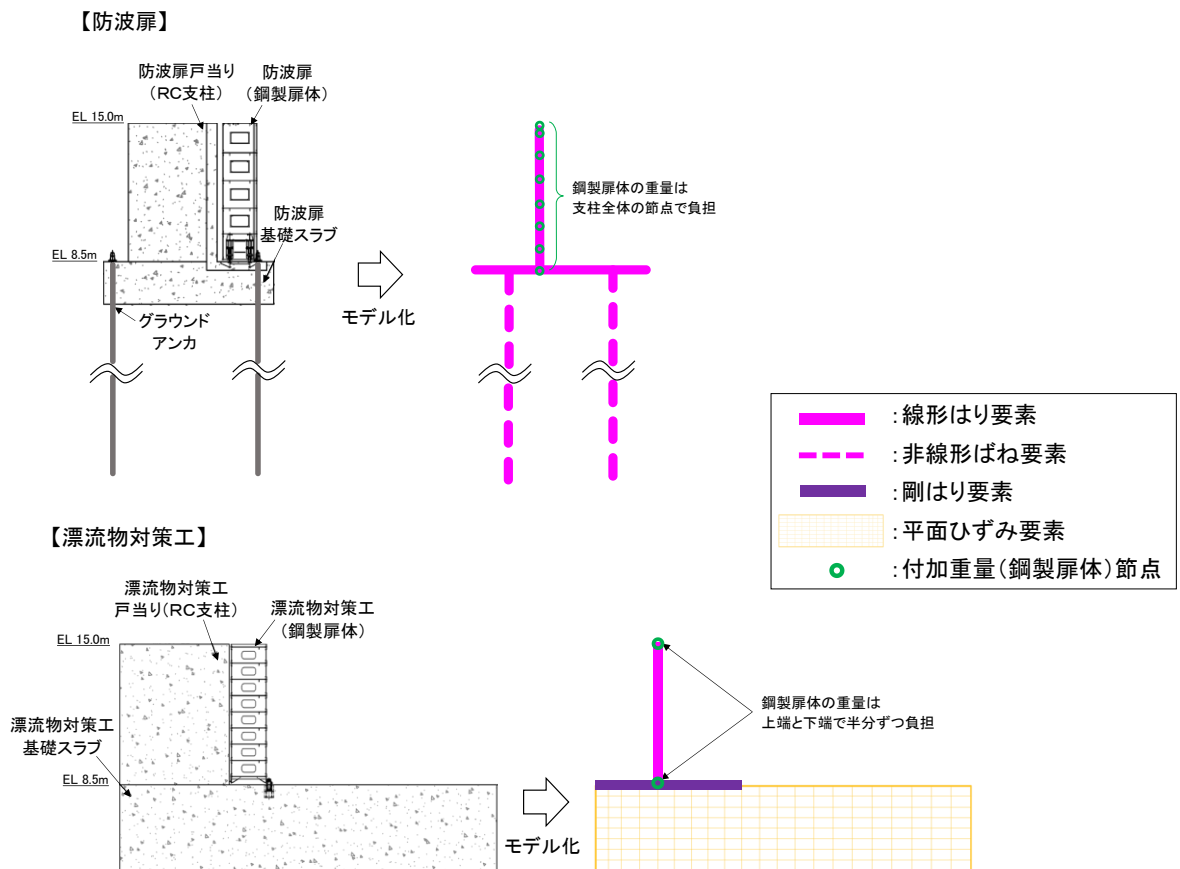 【防波扉】
防波扉戸当り
(RC支柱)
防波扉
(鋼製扉体)
EL 15.0m
防波扉
基礎スラブ
EL 8.5m
グラウンド
アンカ
モデル化
鋼製扉体の重量は
支柱全体の節点で負担
:線形はり要素
:非線形ばね要素
:剛はり要素
:平面ひずみ要素
:付加重量(鋼製扉体)節点
【漂流物対策工】
漂流物対策工
戸当り(RC支柱)
漂流物対策工
(鋼製扉体)
EL 15.0m
漂流物対策工
基礎スラブ
EL 8.5m
モデル化
鋼製扉体の重量は
上端と下端で半分ずつ負担